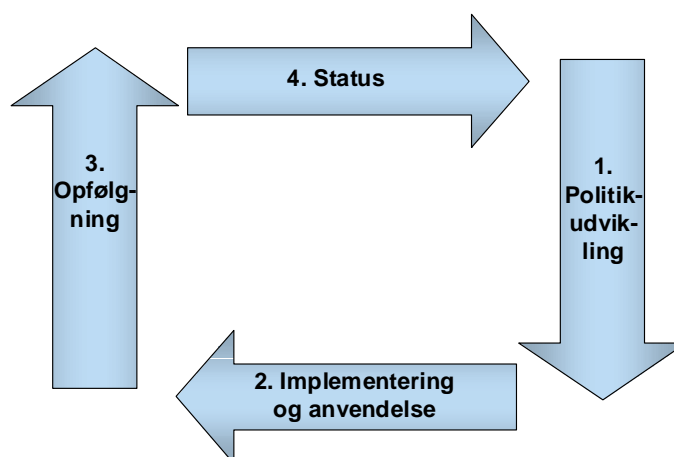 4. Status
1.
Politik-
udvik-
ling
2. Implementering
og anvendelse
3.
Opfølg-
ning